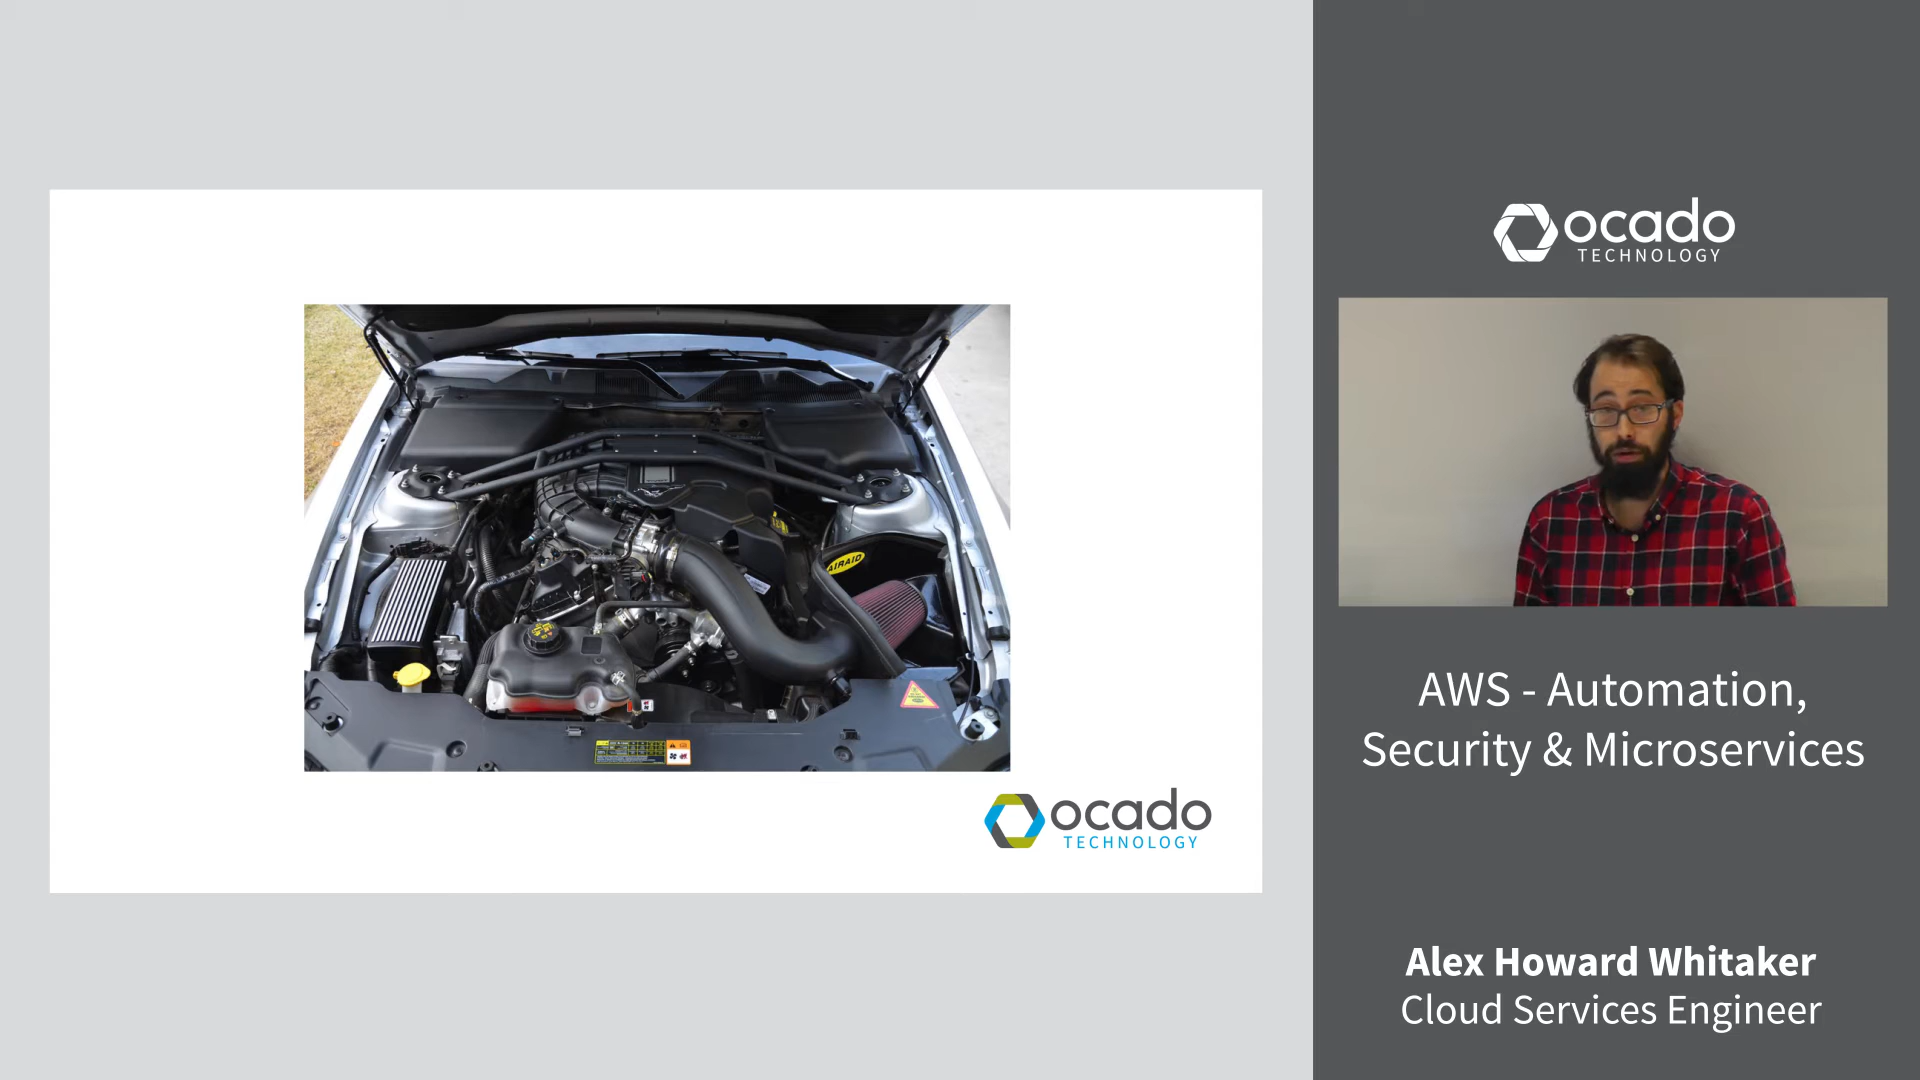 AIRAID
ocado
TECHNOLOGY
ocado
TECHNOLOGY
AWS - Automation,
Security & Microservices
Alex Howard Whitaker
Cloud Services Engineer